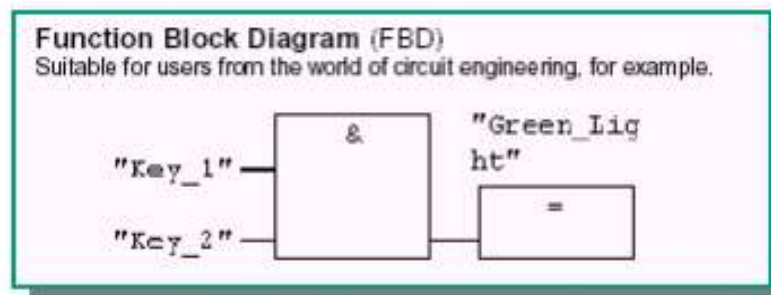 Function Block Diagram (FBD)
Suitable for users from the world of circuit engineering, for example.
&
"Green_Lig
ht"
"Key_1"
=
"Key_2"